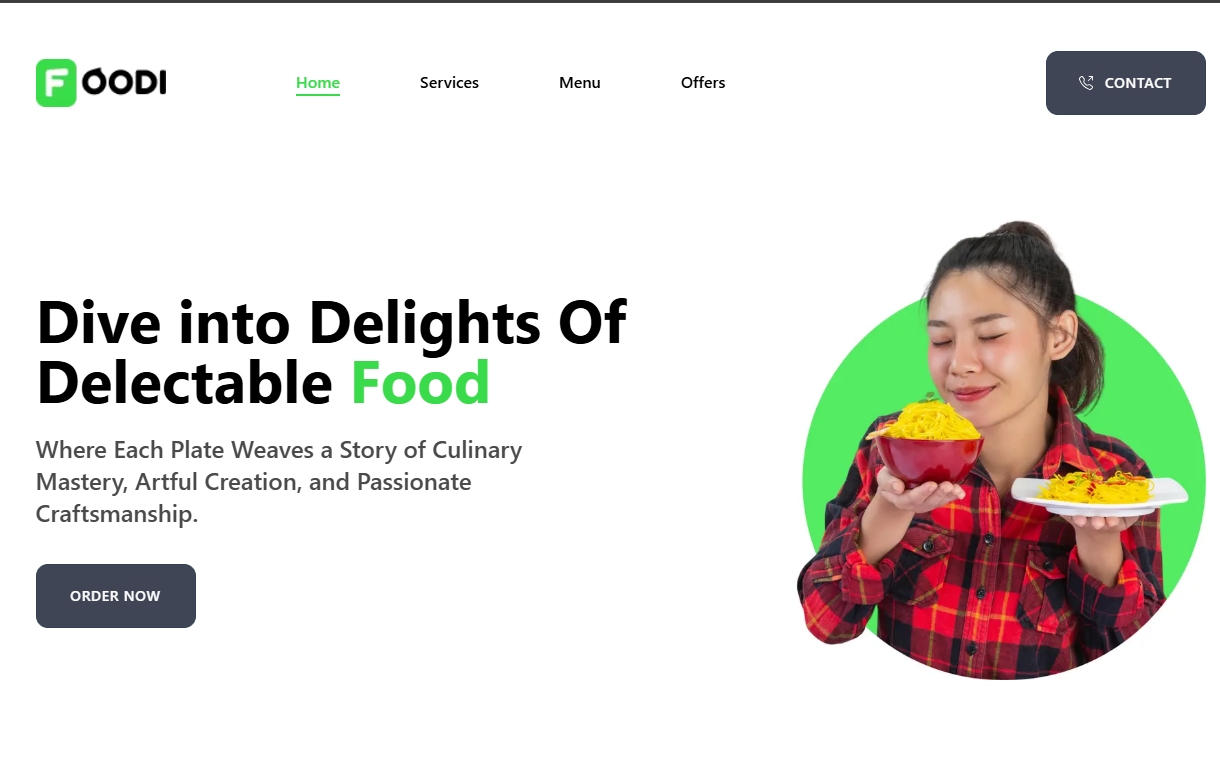 FOODI
Home
Services
Menu
Offers
CONTACT
Dive into Delights Of
Delectable Food
Where Each Plate Weaves a Story of Culinary
Mastery, Artful Creation, and Passionate
Craftsmanship.
ORDER NOW